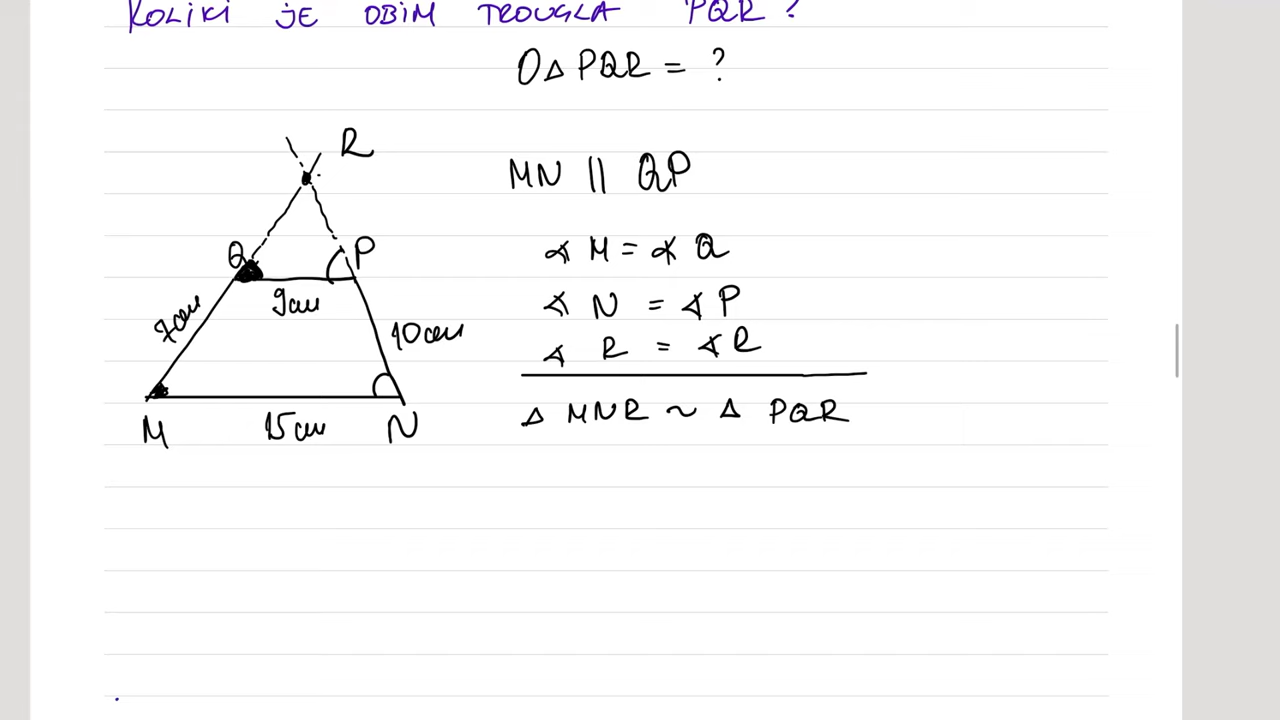 KOLIKI JE OBIM TROUGLA PQR?
O△ PQR = ?
R
MN || QP
Q P
∢ M = ∢ Q
9cm
∢ N = ∢ P
7cm 10cm
∢ R = ∢ R
△ MNR ~ △ PQR
M 15cm N